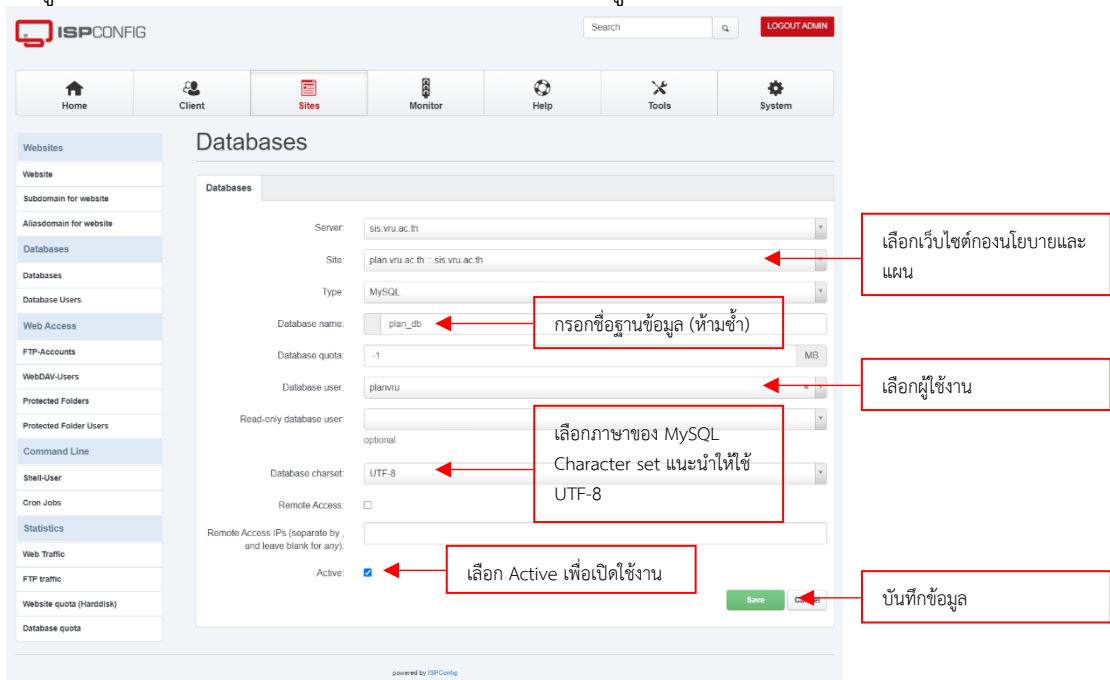 ISPCONFIG
Search
LOGOUT ADMIN
Home
Client
Sites
Monitor
Help
Tools
System
Websites
Website
Subdomain for website
Aliasdomain for website
Databases
Databases
Database Users
Web Access
FTP-Accounts
WebDAV-Users
Protected Folders
Protected Folder Users
Command Line
Shell-User
Cron Jobs
Statistics
Web Traffic
FTP traffic
Website quota (Harddisk)
Database quota
Databases
Databases
Server: sis.vru.ac.th
Site: plan.vru.ac.th :: sis.vru.ac.th
เลือกเว็บไซต์กองนโยบายและ
แผน
Type: MySQL
Database name: plan_db
กรอกชื่อฐานข้อมูล (ห้ามซ้ำ)
Database quota: -1 MB
Database user: planvru
เลือกผู้ใช้งาน
Read-only database user:
optional
เลือกภาษาของ MySQL
Character set แนะนำให้ใช้
UTF-8
Database charset: UTF-8
Remote Access:
Remote Access IPs (separate by ,
and leave blank for any):
Active:
เลือก Active เพื่อเปิดใช้งาน
Save
บันทึกข้อมูล
powered by ISPConfig